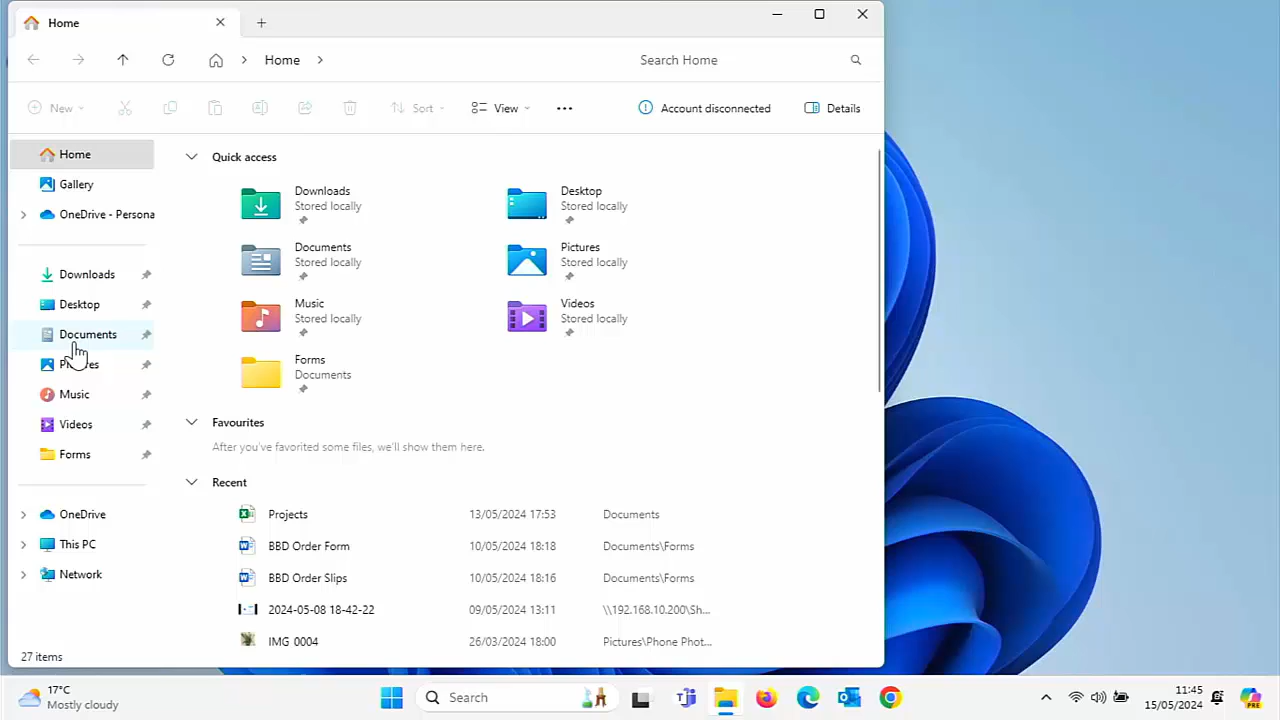 Home
Home
Search Home
New
Sort
View
Account disconnected
Details
Home
Gallery
OneDrive - Persona
Downloads
Desktop
Documents
Music
Videos
Forms
OneDrive
This PC
Network
Quick access
Downloads
Stored locally
Desktop
Stored locally
Documents
Stored locally
Pictures
Stored locally
Music
Stored locally
Videos
Stored locally
Forms
Documents
Favourites
After you've favorited some files, we'll show them here.
Recent
Projects 13/05/2024 17:53 Documents
BBD Order Form 10/05/2024 18:18 Documents\Forms
BBD Order Slips 10/05/2024 18:16 Documents\Forms
2024-05-08 18-42-22 09/05/2024 13:11 \\192.168.10.200\Sh...
IMG 0004 26/03/2024 18:00 Pictures\Phone Phot...
27 items
17°C
Mostly cloudy
Search
11:45
15/05/2024
PRE